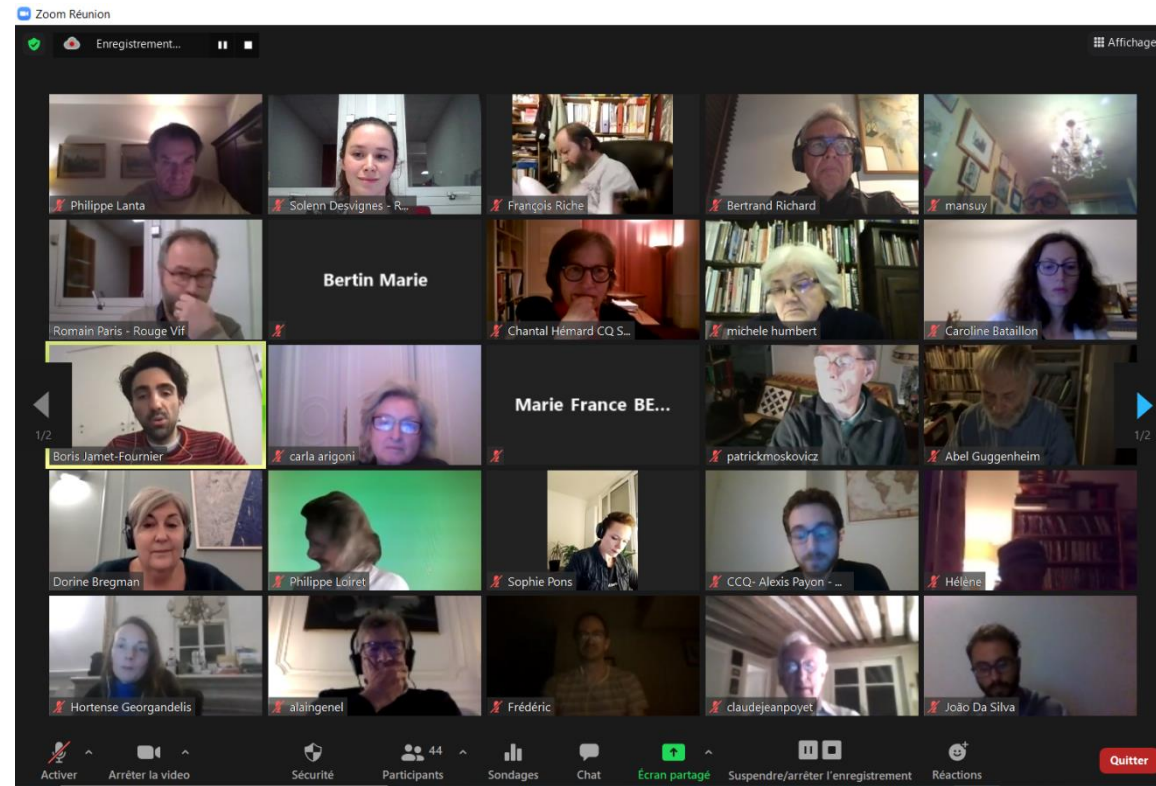 Zoom Réunion
Enregistrement...
Affichage
Philippe Lanta
Solenn Desvignes - R...
François Riche
Bertrand Richard
mansuy
Romain Paris - Rouge Vif
Bertin Marie
Chantal Hémard CQ S...
michele humbert
Caroline Bataillon
1/2
Boris Jamet-Fournier
carla arigoni
Marie France BE...
patrickmoskovicz
Abel Guggenheim
1/2
Dorine Bregman
Philippe Loiret
Sophie Pons
CCQ- Alexis Payon - ...
Hélène
Hortense Georgandelis
alaingenel
Frédéric
claudejeanpoyet
João Da Silva
Activer
Arrêter la video
Sécurité
44
Participants
Sondages
Chat
Écran partagé
Suspendre/arrêter l'enregistrement
Réactions
Quitter